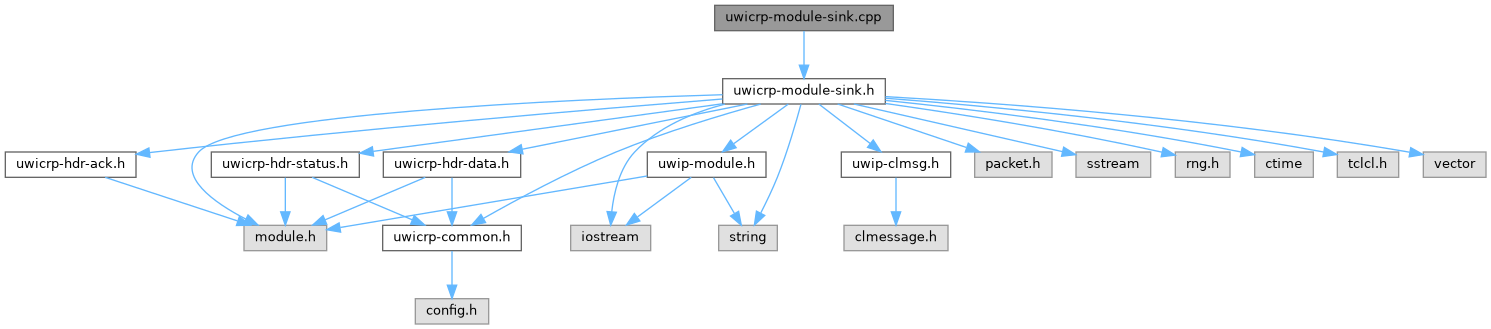 uwicrp-module-sink.cpp
uwicrp-module-sink.h
uwicrp-hdr-ack.h
uwicrp-hdr-status.h
uwicrp-hdr-data.h
uwip-module.h
uwip-clmsg.h
packet.h
sstream
rng.h
ctime
tclcl.h
vector
module.h
uwicrp-common.h
iostream
string
clmessage.h
config.h